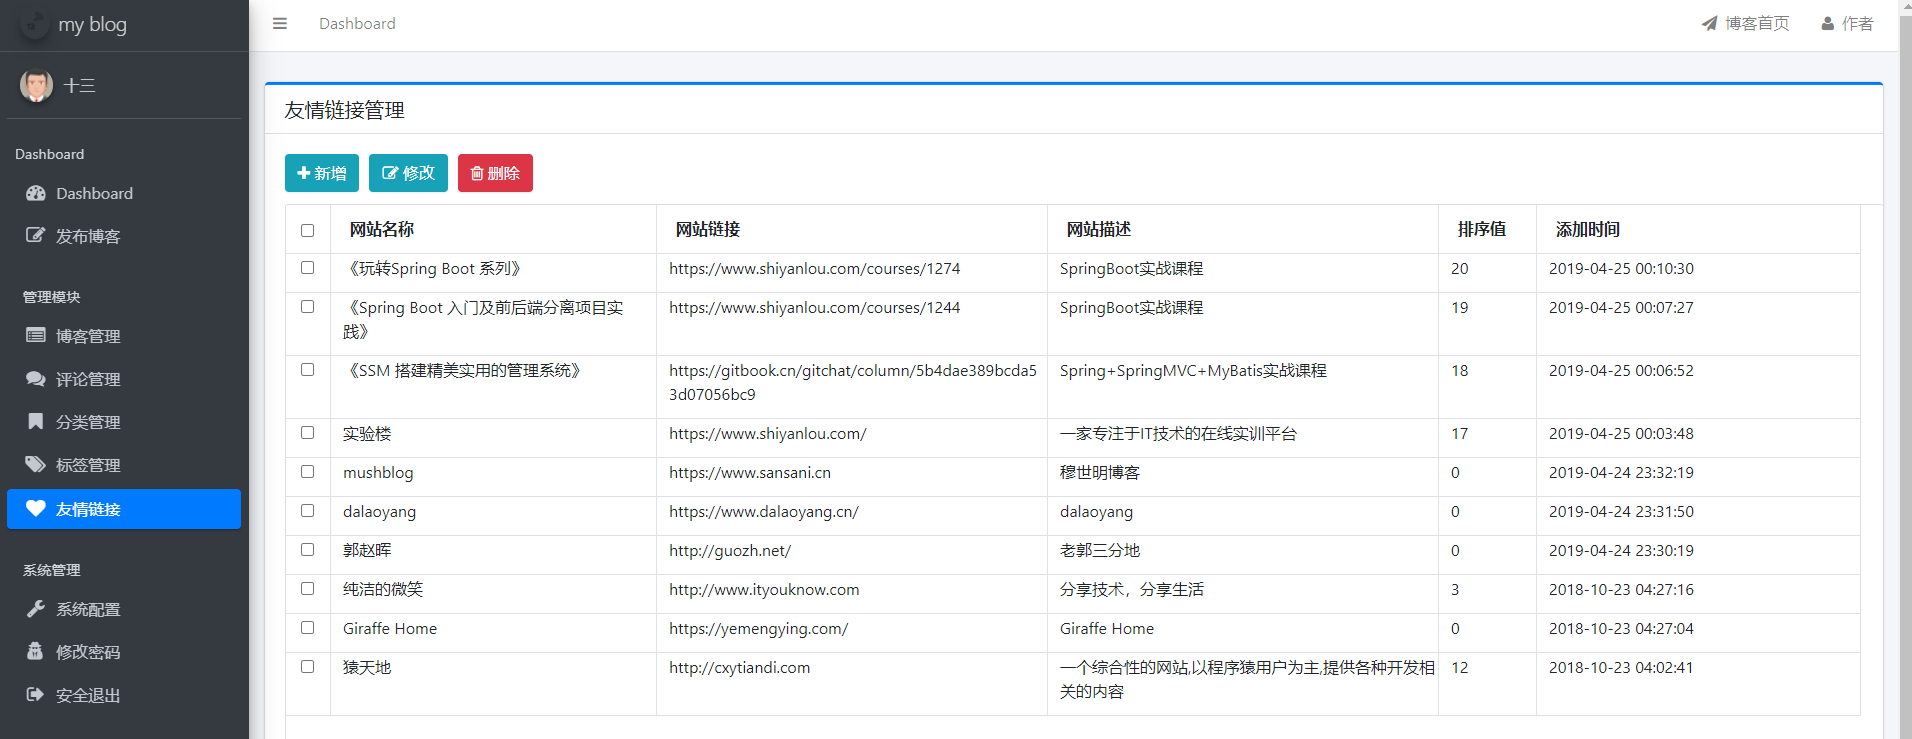 my blog
Dashboard
博客首页
作者
十三
Dashboard
Dashboard
发布博客
管理模块
博客管理
评论管理
分类管理
标签管理
友情链接
系统管理
系统配置
修改密码
安全退出
友情链接管理
新增 修改 删除
网站名称 网站链接 网站描述 排序值 添加时间
《玩转Spring Boot 系列》 https://www.shiyanlou.com/courses/1274 SpringBoot实战课程 20 2019-04-25 00:10:30
《Spring Boot 入门及前后端分离项目实 https://www.shiyanlou.com/courses/1244 SpringBoot实战课程 19 2019-04-25 00:07:27
践》
《SSM 搭建精美实用的管理系统》 https://gitbook.cn/gitchat/column/5b4dae389bcda5 Spring+SpringMVC+MyBatis实战课程 18 2019-04-25 00:06:52
3d07056bc9
实验楼 https://www.shiyanlou.com/ 一家专注于IT技术的在线实训平台 17 2019-04-25 00:03:48
mushblog https://www.sansani.cn 穆世明博客 0 2019-04-24 23:32:19
dalaoyang https://www.dalaoyang.cn/ dalaoyang 0 2019-04-24 23:31:50
郭赵晖 http://guozh.net/ 老郭三分地 0 2019-04-24 23:30:19
纯洁的微笑 http://www.ityouknow.com 分享技术，分享生活 3 2018-10-23 04:27:16
Giraffe Home https://yemengying.com/ Giraffe Home 0 2018-10-23 04:27:04
猿天地 http://cxytiandi.com 一个综合性的网站,以程序猿用户为主,提供各种开发相 12 2018-10-23 04:02:41
关的内容